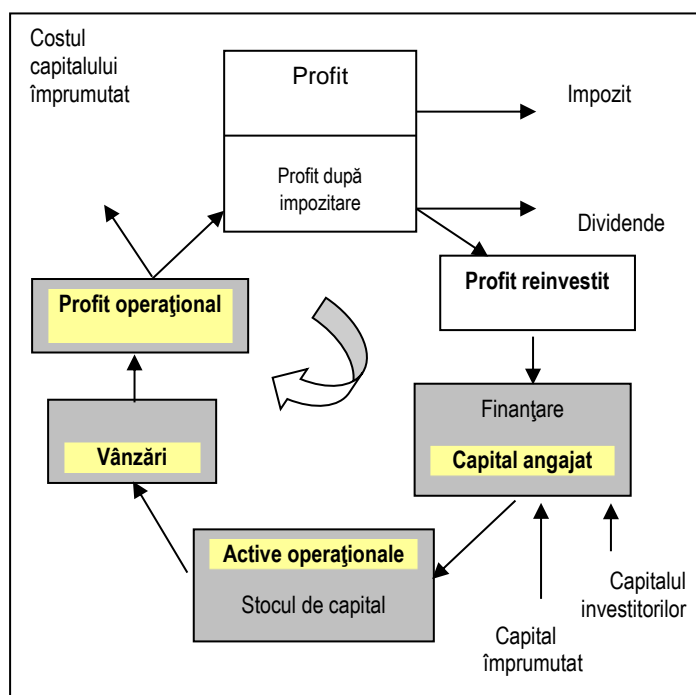 Costul
capitalului
împrumutat
Profit
Impozit
Profit după
impozitare
Dividende
Profit operaţional
Profit reinvestit
Finanţare
Capital angajat
Vânzări
Active operaţionale
Stocul de capital
Capitalul
investitorilor
Capital
împrumutat